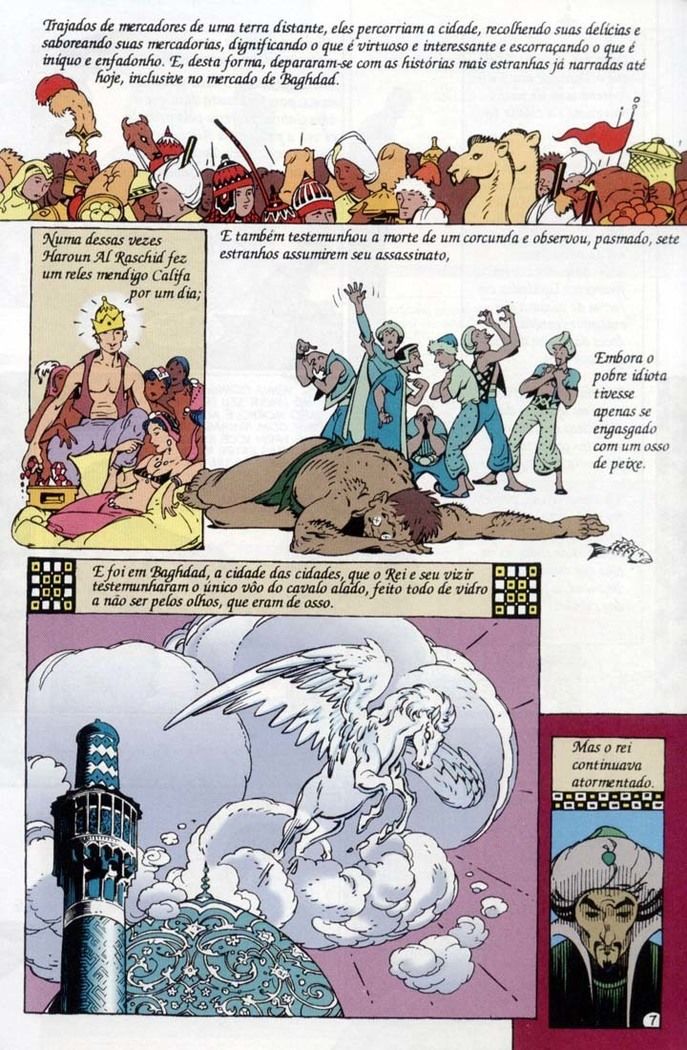 Trajados de mercadores de uma terra distante, eles percorriam a cidade, recolhendo suas delícias e
saboreando suas mercadorias, dignificando o que é virtuoso e interessante e escorraçando o que é
iníquo e enfadonho. E, desta forma, depararam-se com as histórias mais estranhas já narradas até
hoje, inclusive no mercado de Baghdad.
Numa dessas vezes
Haroun Al Raschid fez
um reles mendigo Califa
por um dia;
E também testemunhou a morte de um corcunda e observou, pasmado, sete
estranhos assumirem seu assassinato,
Embora o
pobre idiota
tivesse
apenas se
engasgado
com um osso
de peixe.
E foi em Baghdad, a cidade das cidades, que o Rei e seu vizir
testemunharam o único vôo do cavalo alado, feito todo de vidro
a não ser pelos olhos, que eram de osso.
Mas o rei
continuava
atormentado.
7